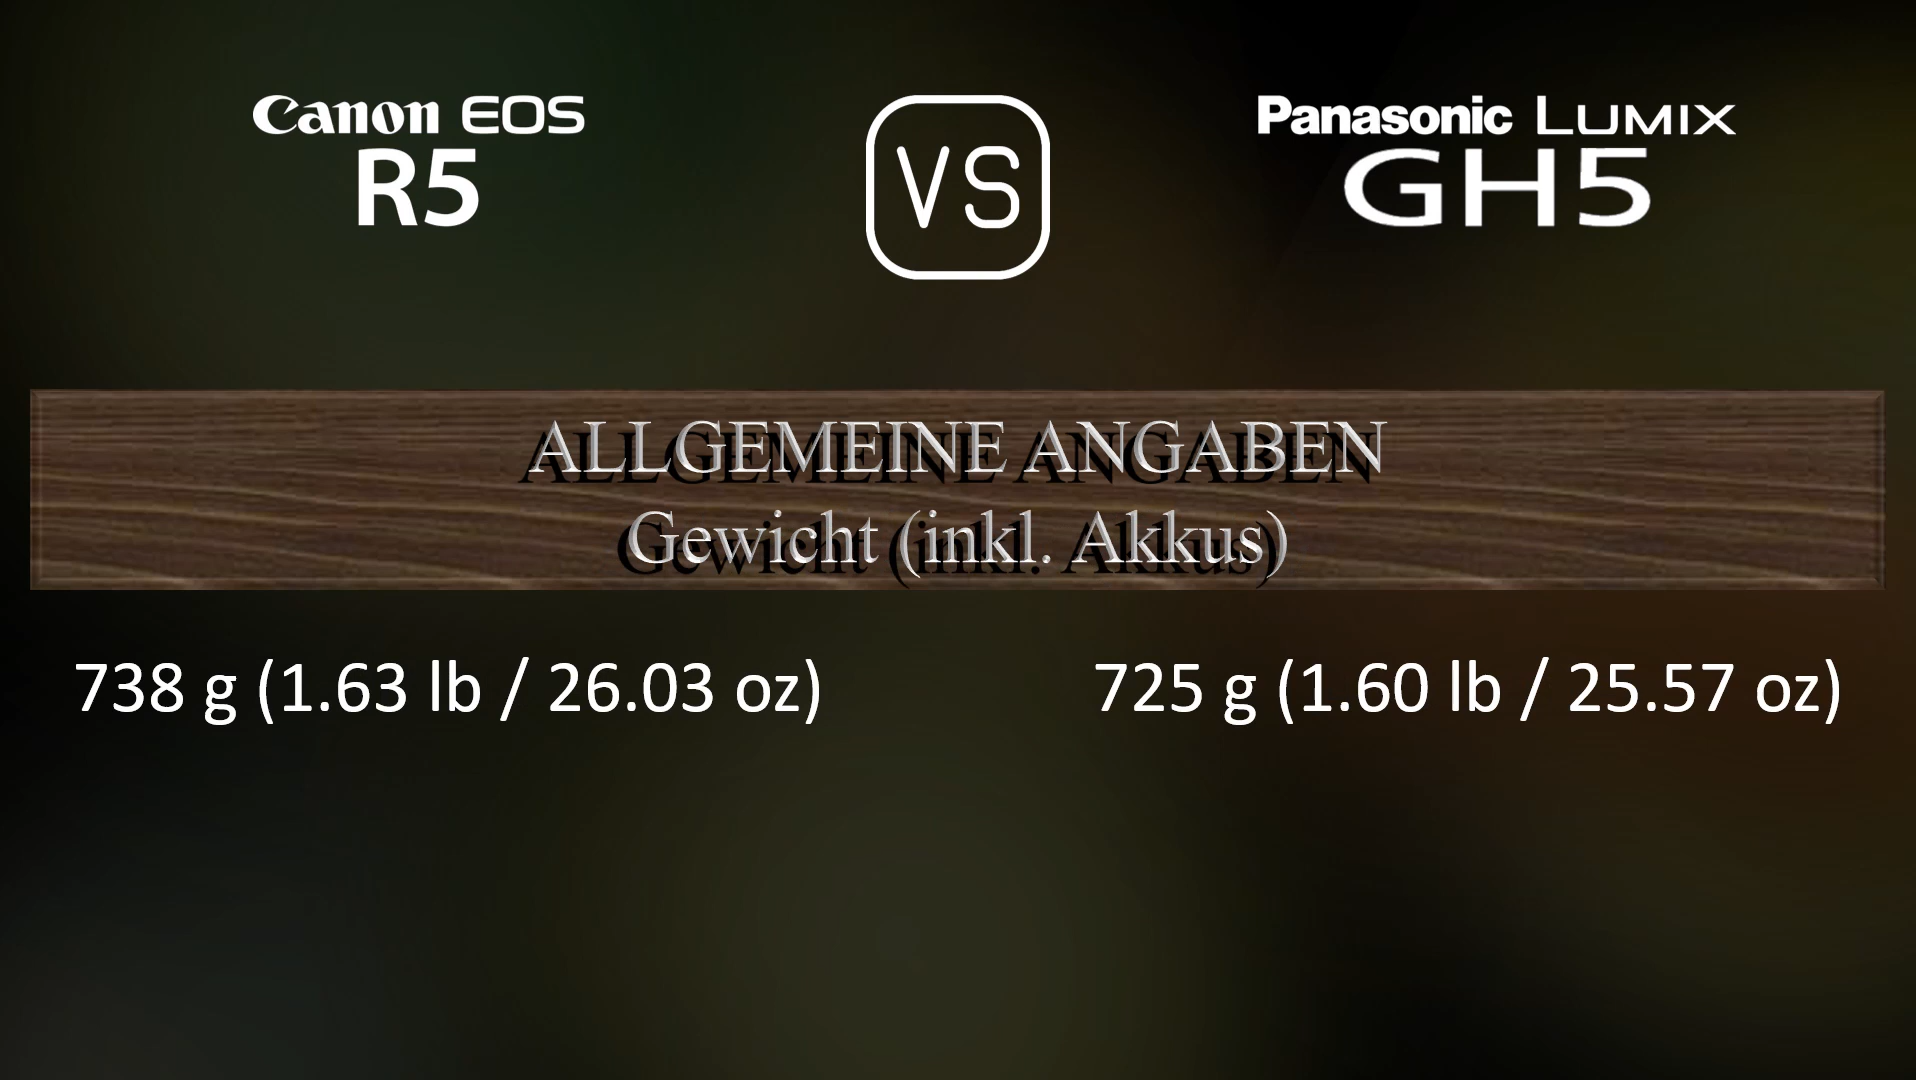 Canon EOS
R5
VS
Panasonic LUMIX
GH5
ALLGEMEINE ANGABEN
Gewicht (inkl. Akkus)
738 g (1.63 lb / 26.03 oz)
725 g (1.60 lb / 25.57 oz)